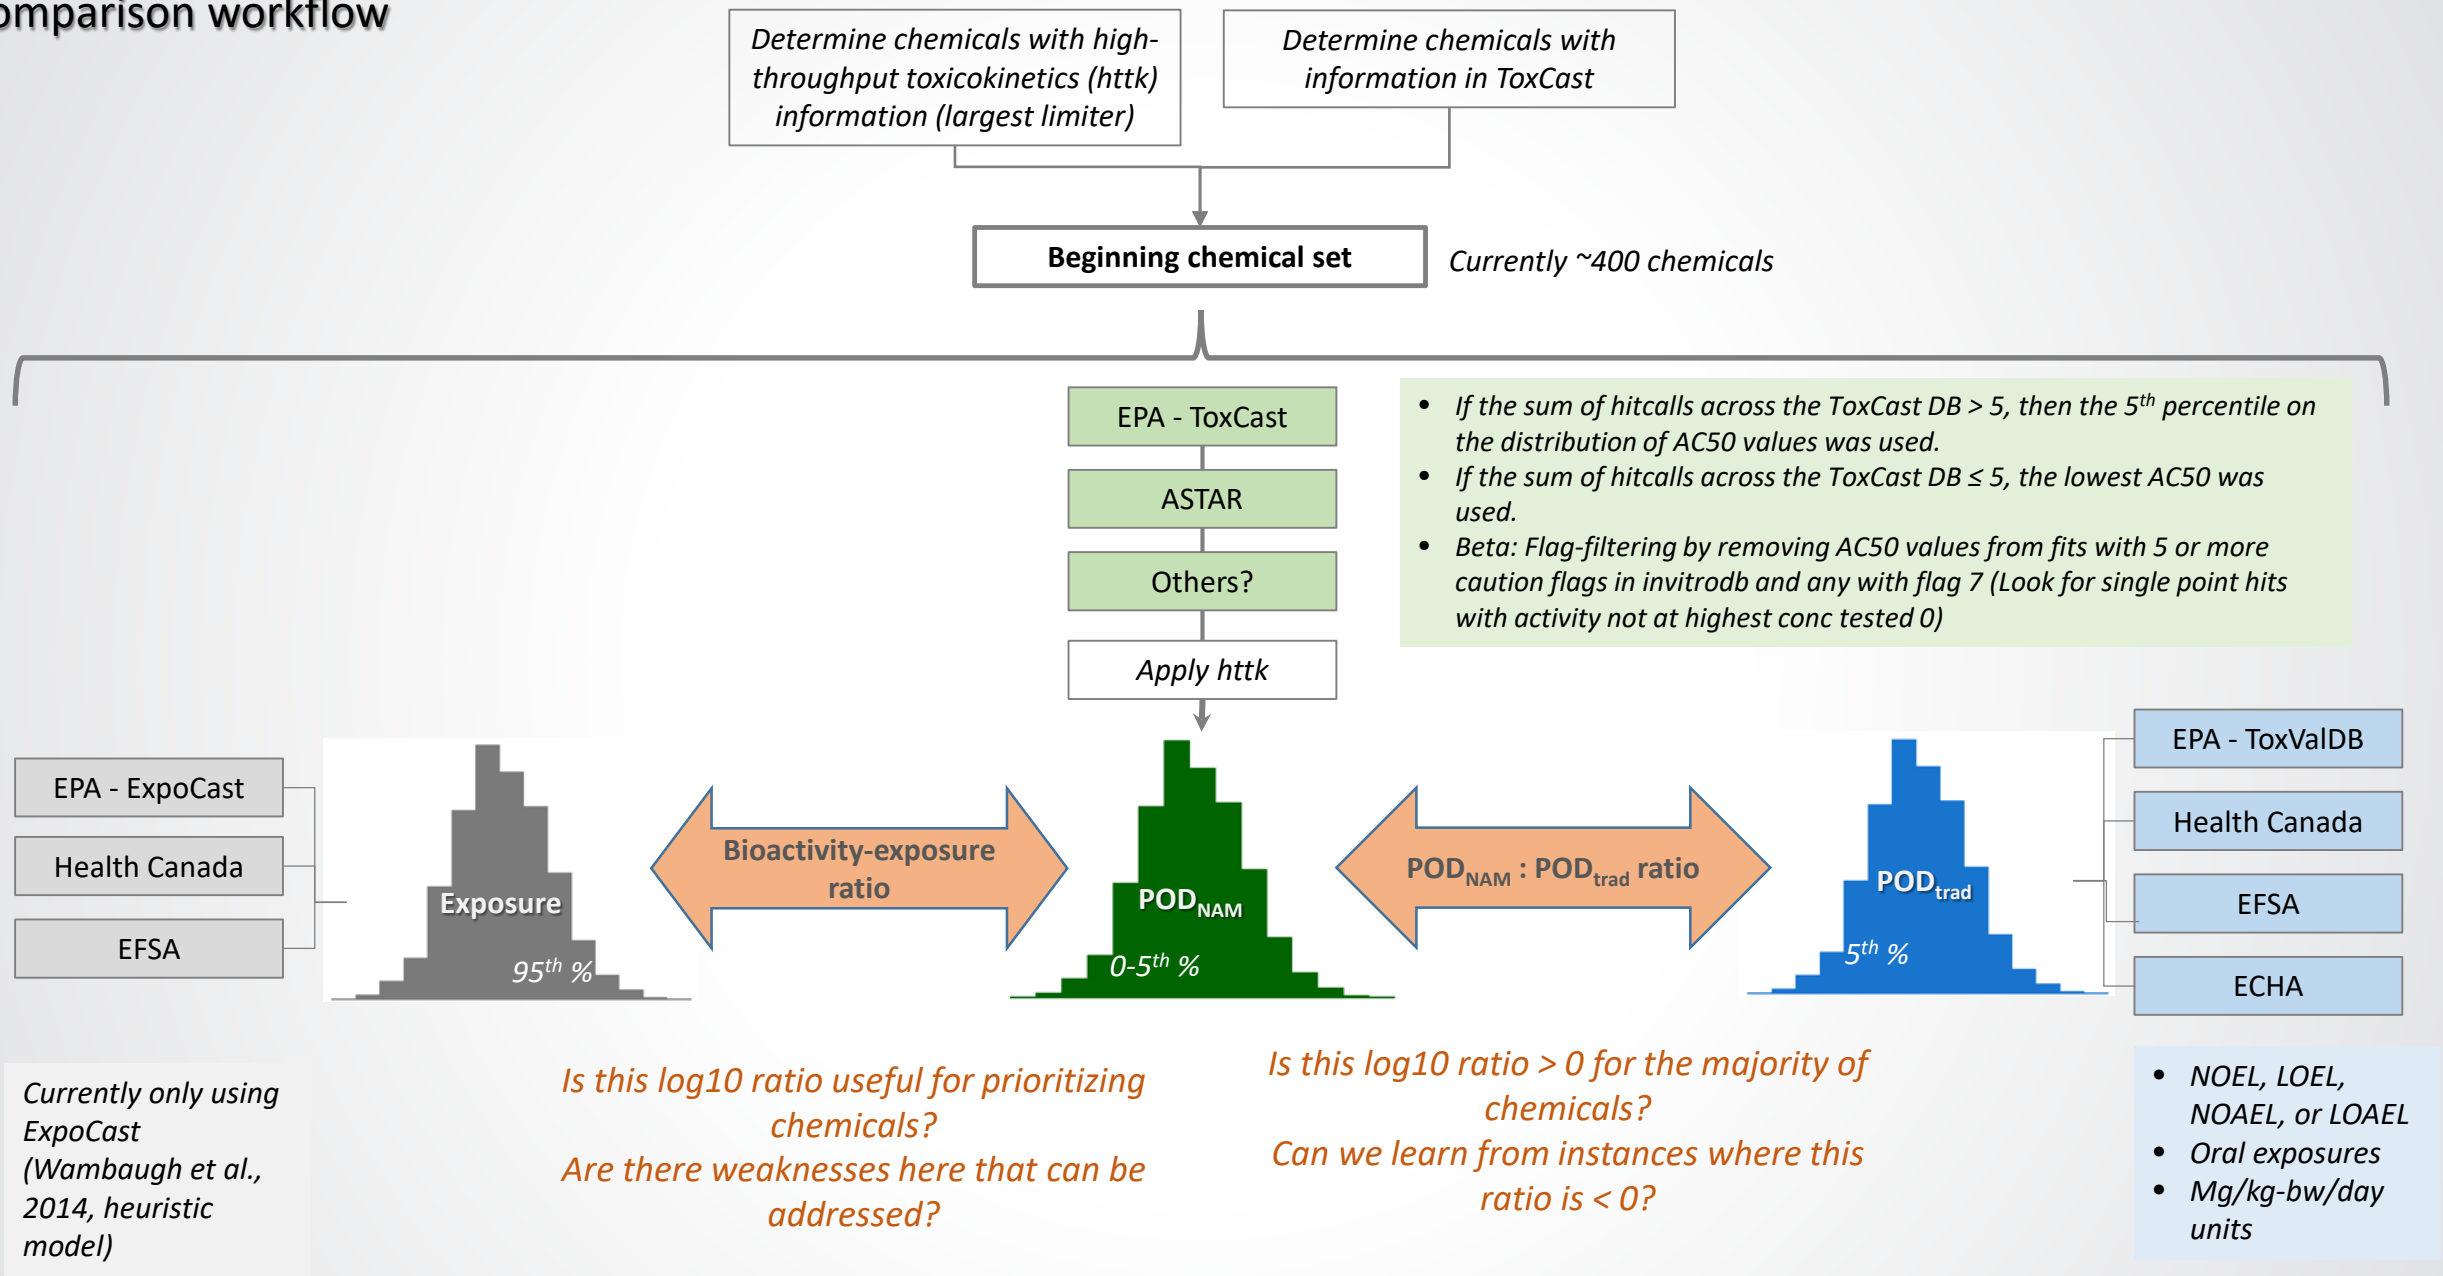 omparison workflow
Determine chemicals with high-
throughput toxicokinetics (httk)
information (largest limiter)
Determine chemicals with
information in ToxCast
Beginning chemical set
Currently ~400 chemicals
EPA - ToxCast
ASTAR
Others?
Apply httk
• If the sum of hitcalls across the ToxCast DB > 5, then the 5th percentile on
the distribution of AC50 values was used.
• If the sum of hitcalls across the ToxCast DB ≤ 5, the lowest AC50 was
used.
• Beta: Flag-filtering by removing AC50 values from fits with 5 or more
caution flags in invitrodb and any with flag 7 (Look for single point hits
with activity not at highest conc tested 0)
EPA - ExpoCast
Health Canada
EFSA
Exposure
95th %
Bioactivity-exposure
ratio
PODNAM
0-5th %
PODNAM : PODtrad ratio
PODtrad
5th %
EPA - ToxValDB
Health Canada
EFSA
ECHA
Currently only using
ExpoCast
(Wambaugh et al.,
2014, heuristic
model)
Is this log10 ratio useful for prioritizing
chemicals?
Are there weaknesses here that can be
addressed?
Is this log10 ratio > 0 for the majority of
chemicals?
Can we learn from instances where this
ratio is < 0?
• NOEL, LOEL,
NOAEL, or LOAEL
• Oral exposures
• Mg/kg-bw/day
units